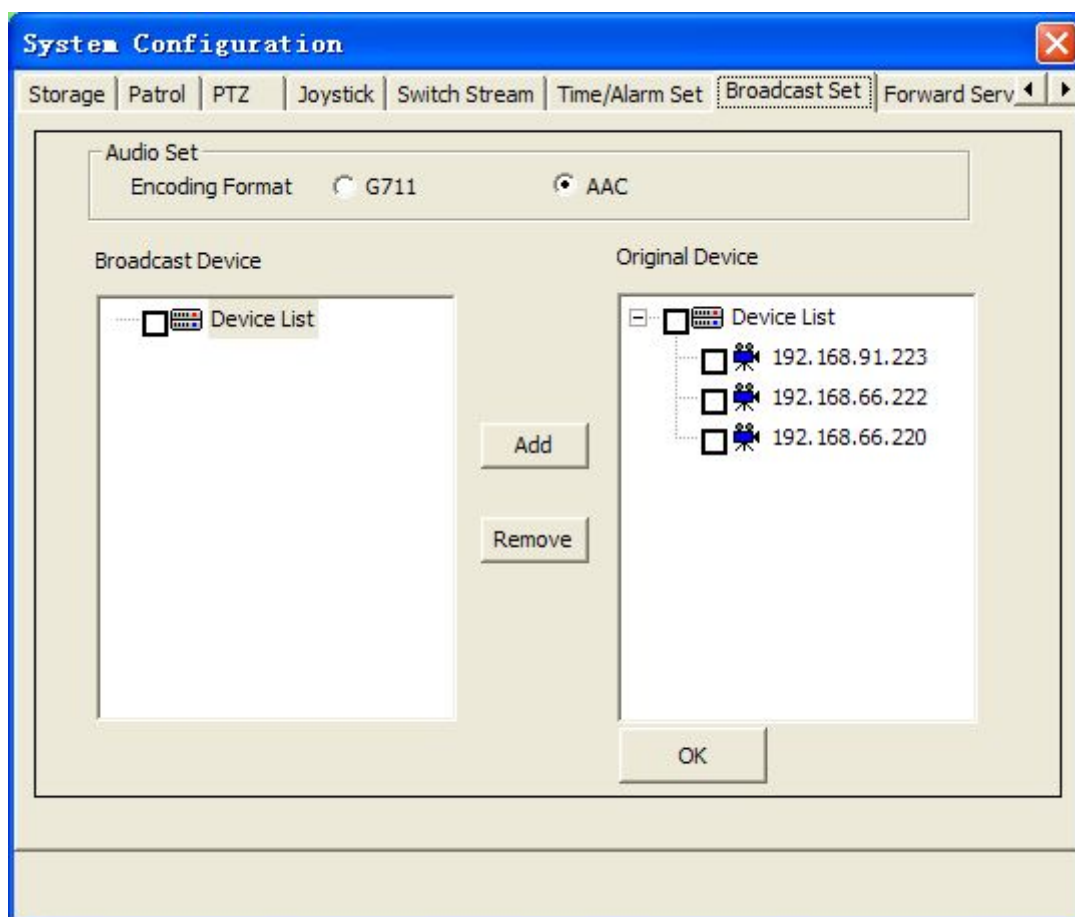 System Configuration
Storage Patrol PTZ Joystick Switch Stream Time/Alarm Set Broadcast Set Forward Serv
Audio Set
Encoding Format G711 AAC
Broadcast Device Original Device
Device List Device List
192.168.91.223
192.168.66.222
192.168.66.220
Add
Remove
OK